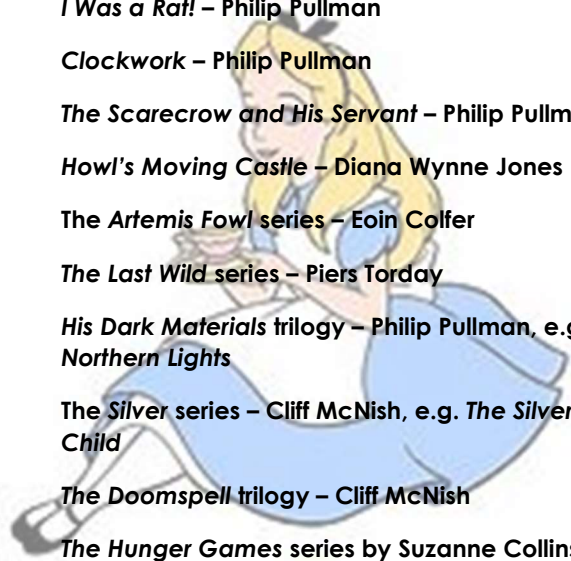 I Was a Rat! – Philip Pullman
Clockwork – Philip Pullman
The Scarecrow and His Servant – Philip Pullm
Howl's Moving Castle – Diana Wynne Jones
The Artemis Fowl series – Eoin Colfer
The Last Wild series – Piers Torday
His Dark Materials trilogy – Philip Pullman, e.g
Northern Lights
The Silver series – Cliff McNish, e.g. The Silver
Child
The Doomspell trilogy – Cliff McNish
The Hunger Games series by Suzanne Collins